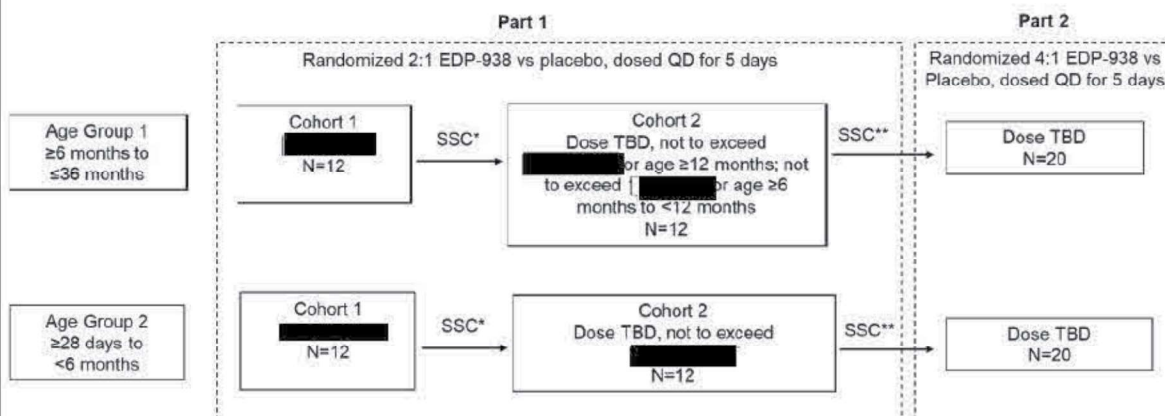 Part 1
Part 2
Randomized 2:1 EDP-938 vs placebo, dosed QD for 5 days
Randomized 4:1 EDP-938 vs
Placebo, dosed QD for 5 days
Age Group 1
≥6 months to
≤36 months
Cohort 1
N=12
SSC*
Cohort 2
Dose TBD, not to exceed
or age ≥12 months; not
to exceed or age ≥6
months to <12 months
N=12
SSC**
Dose TBD
N=20
Age Group 2
≥28 days to
<6 months
Cohort 1
N=12
SSC*
Cohort 2
Dose TBD, not to exceed
N=12
SSC**
Dose TBD
N=20